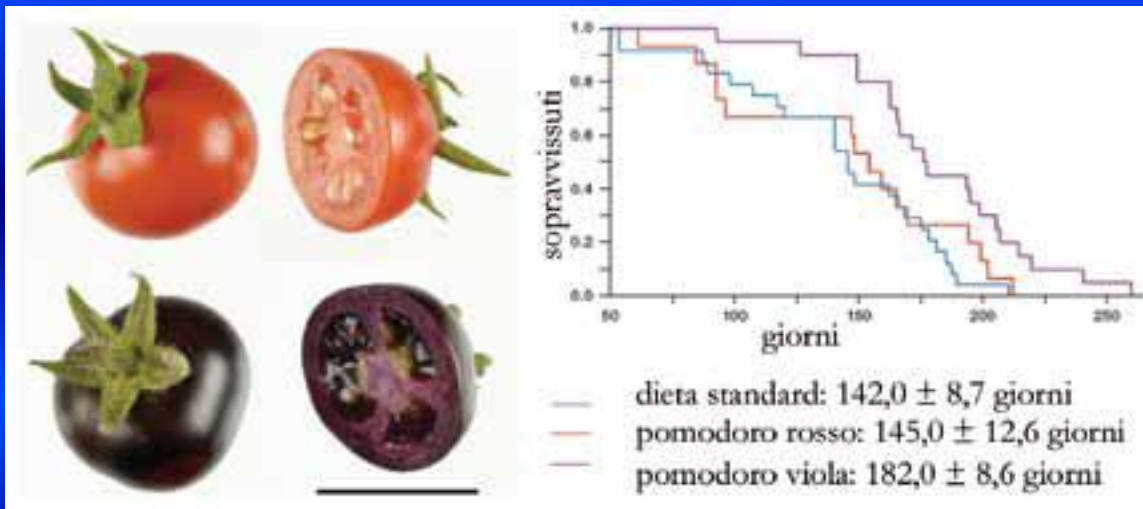 1.0
0.8
0.6
0.4
0.2
0.0
sopravvissuti
50
100
150
200
250
giorni
dieta standard: 142,0 ± 8,7 giorni
pomodoro rosso: 145,0 ± 12,6 giorni
pomodoro viola: 182,0 ± 8,6 giorni